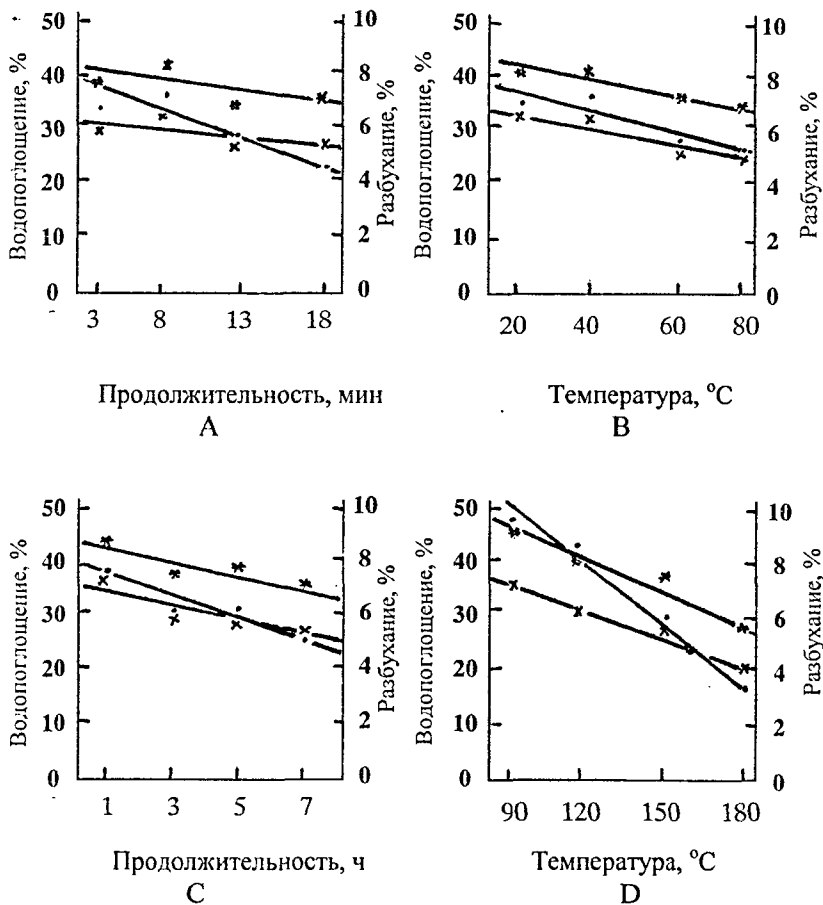 Водопоглощение, %
50
40
30
20
10
0
10
8
6
4
2
0
Разбухание, %
3 8 13 18
Продолжительность, мин
A
Водопоглощение, %
50
40
30
20
10
0
10
8
6
4
2
0
Разбухание, %
20 40 60 80
Температура, °C
B
Водопоглощение, %
50
40
30
20
10
0
10
8
6
4
2
0
Разбухание, %
1 3 5 7
Продолжительность, ч
C
Водопоглощение, %
50
40
30
20
10
0
10
8
6
4
2
0
Разбухание, %
90 120 150 180
Температура, °C
D